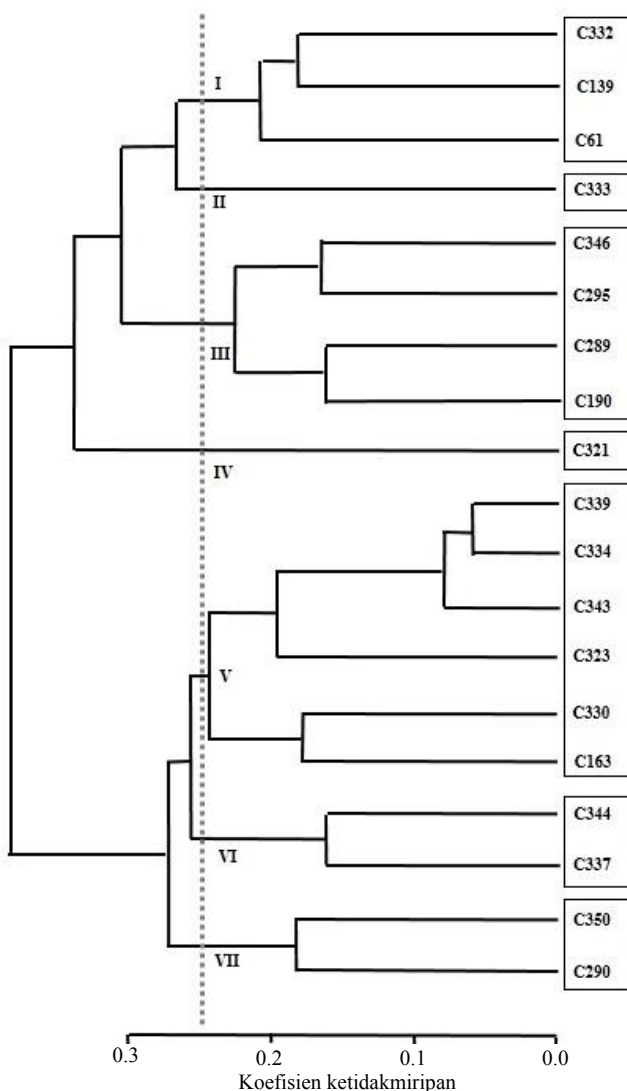 C332
I
C139
C61
C333
II
C346
C295
III
C289
C190
C321
IV
C339
C334
C343
C323
V
C330
C163
C344
VI
C337
C350
VII
C290
0.3 0.2 0.1 0.0
Koefisien ketidakmiripan